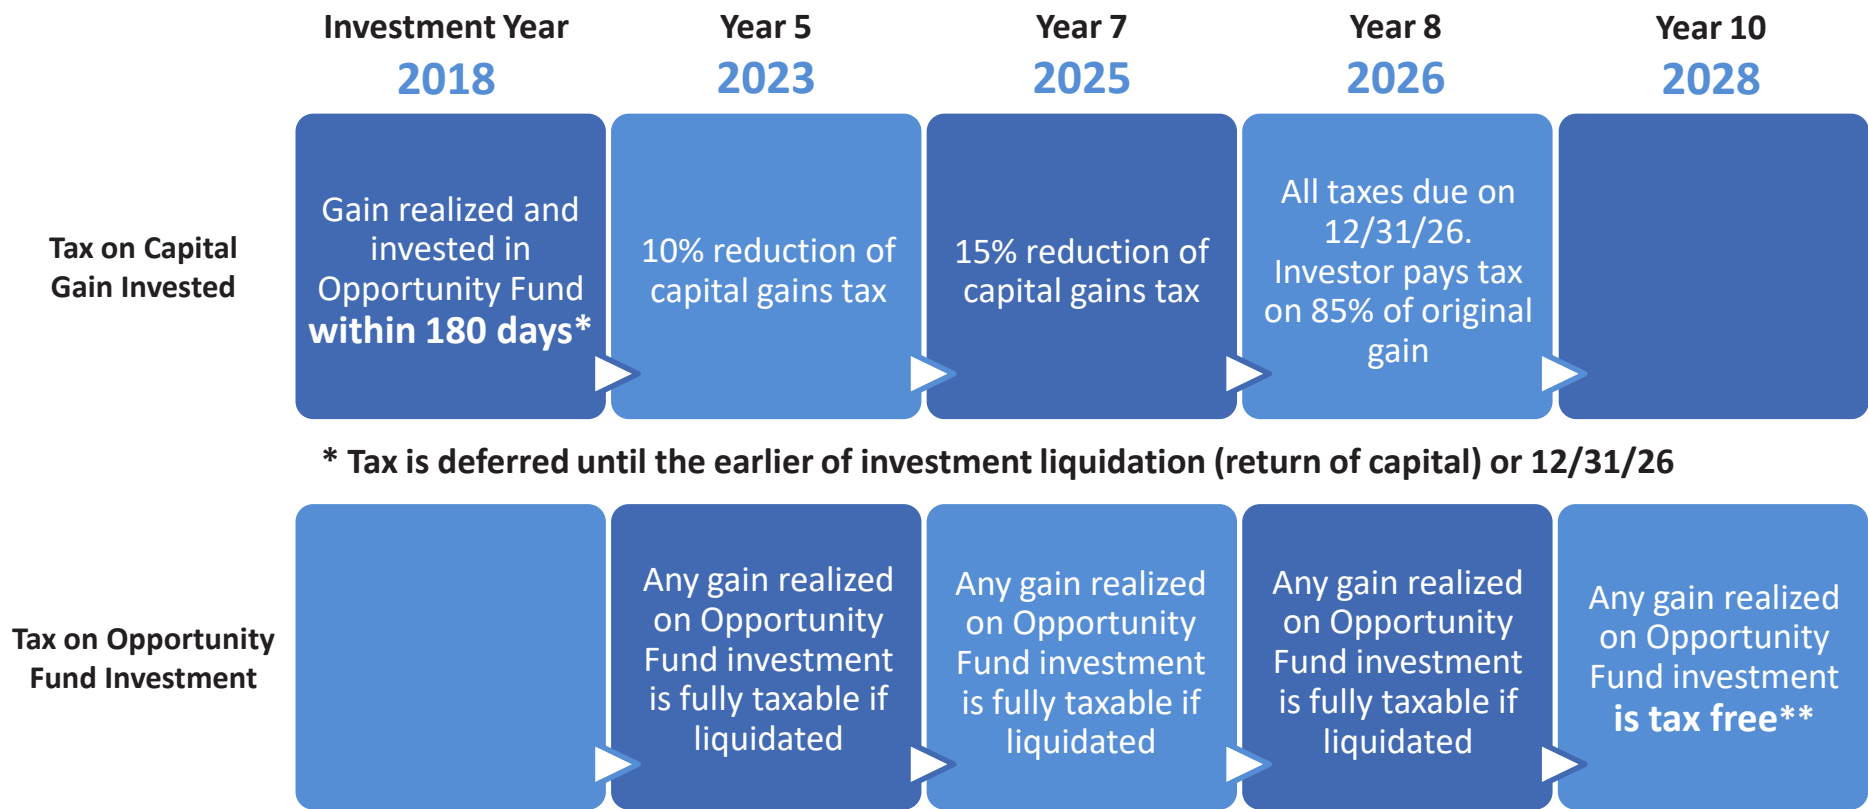 Investment Year
2018
Year 5
2023
Year 7
2025
Year 8
2026
Year 10
2028
Tax on Capital
Gain Invested
Gain realized and
invested in
Opportunity Fund
within 180 days*
10% reduction of
capital gains tax
15% reduction of
capital gains tax
All taxes due on
12/31/26.
Investor pays tax
on 85% of original
gain
* Tax is deferred until the earlier of investment liquidation (return of capital) or 12/31/26
Tax on Opportunity
Fund Investment
Any gain realized
on Opportunity
Fund investment
is fully taxable if
liquidated
Any gain realized
on Opportunity
Fund investment
is fully taxable if
liquidated
Any gain realized
on Opportunity
Fund investment
is fully taxable if
liquidated
Any gain realized
on Opportunity
Fund investment
is tax free**